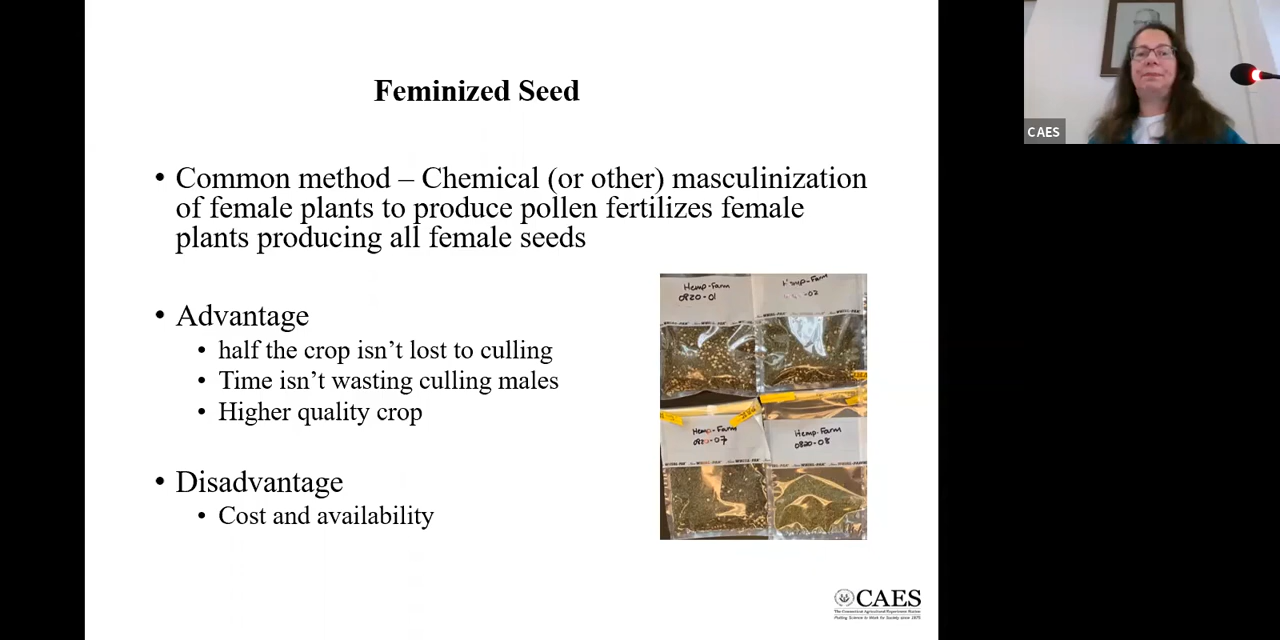 Feminized Seed
• Common method – Chemical (or other) masculinization
of female plants to produce pollen fertilizes female
plants producing all female seeds
• Advantage
• half the crop isn’t lost to culling
• Time isn’t wasting culling males
• Higher quality crop
• Disadvantage
• Cost and availability
Hemp-Farm
0820-01
Hemp-Farm
-02
Hemp-Farm
0820-07
Hemp-Farm
0820-08
CAES
The Connecticut Agricultural Experiment Station
Putting Science to Work for Society since 1875
CAES